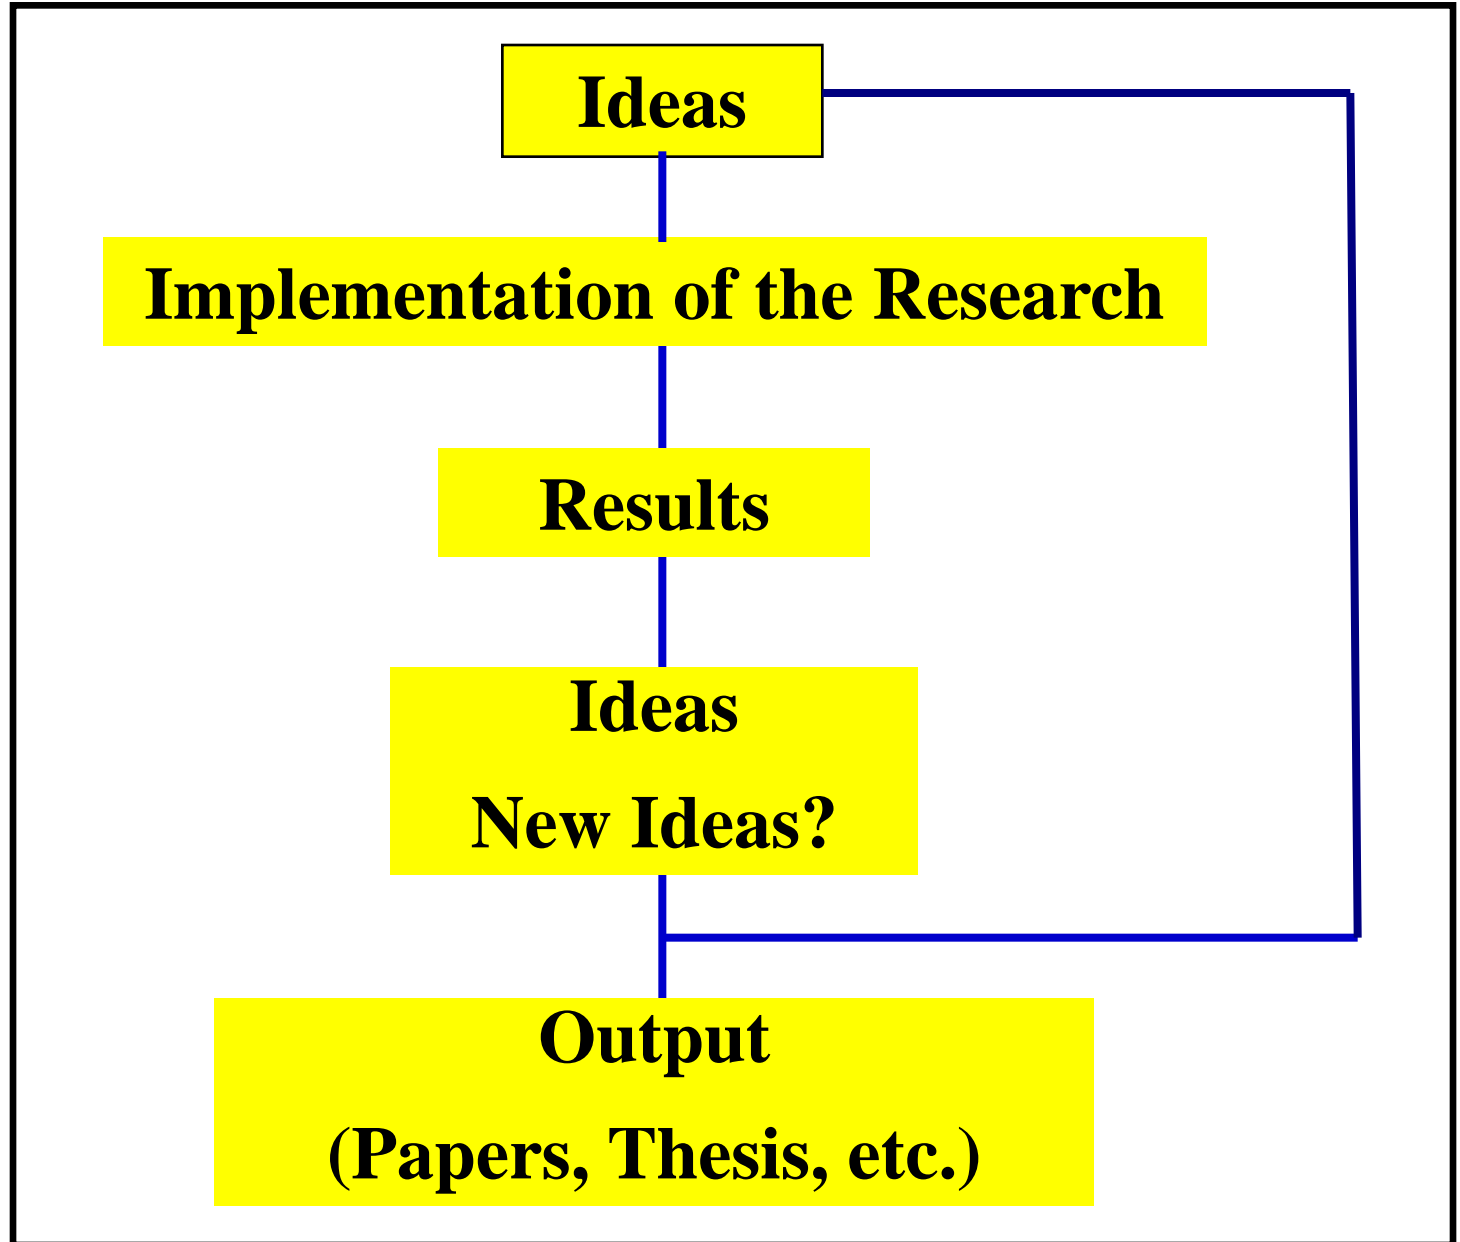 Ideas
Implementation of the Research
Results
Ideas
New Ideas?
Output
(Papers, Thesis, etc.)